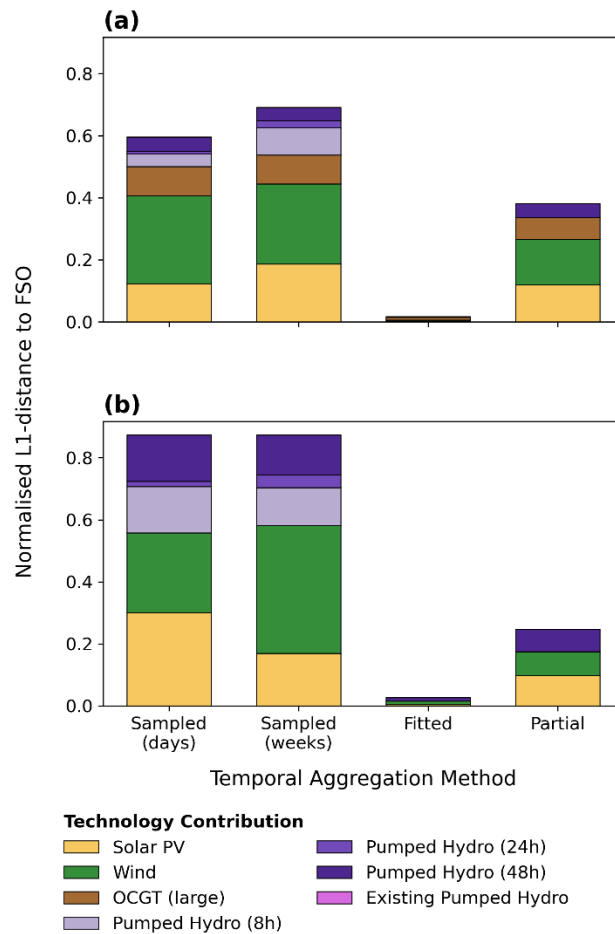 (a)
0.8
0.6
0.4
0.2
0.0
Normalised L1-distance to FSO
(b)
0.8
0.6
0.4
0.2
0.0
Sampled
(days)
Sampled
(weeks)
Fitted
Partial
Temporal Aggregation Method
Technology Contribution
Solar PV
Wind
OCGT (large)
Pumped Hydro (8h)
Pumped Hydro (24h)
Pumped Hydro (48h)
Existing Pumped Hydro